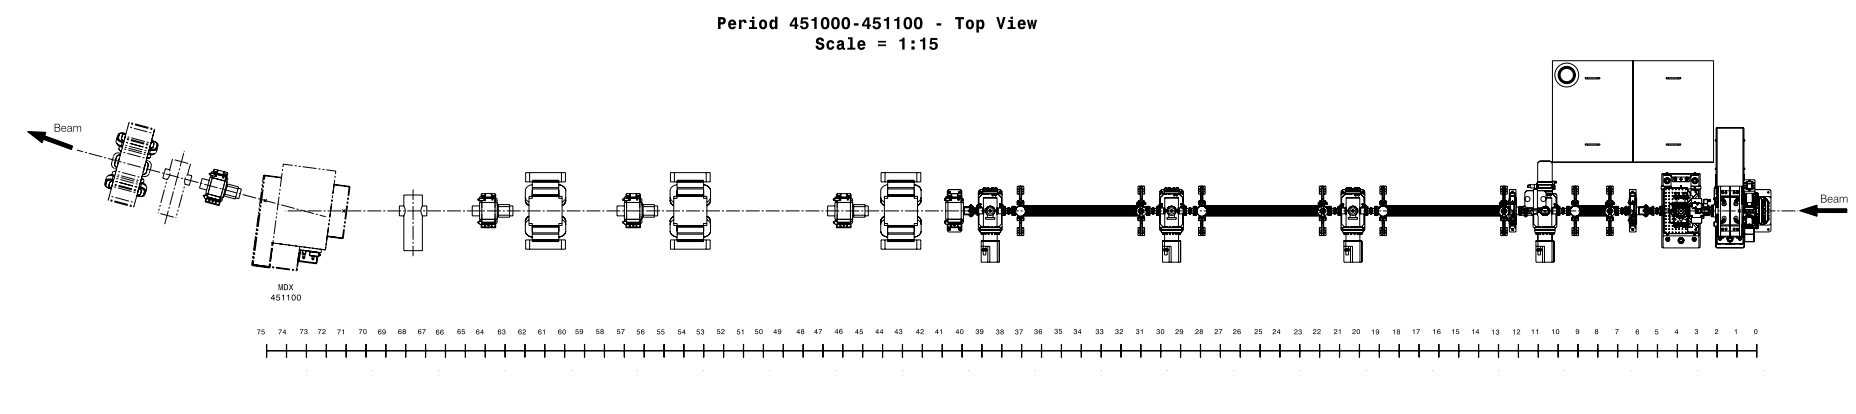 Period 451000-451100 - Top View
Scale = 1:15
Beam
Beam
MDX
451100
75 74 73 72 71 70 69 68 67 66 65 64 63 62 61 60 59 58 57 56 55 54 53 52 51 50 49 48 47 46 45 44 43 42 41 40 39 38 37 36 35 34 33 32 31 30 29 28 27 26 25 24 23 22 21 20 19 18 17 16 15 14 13 12 11 10 9 8 7 6 5 4 3 2 1 0